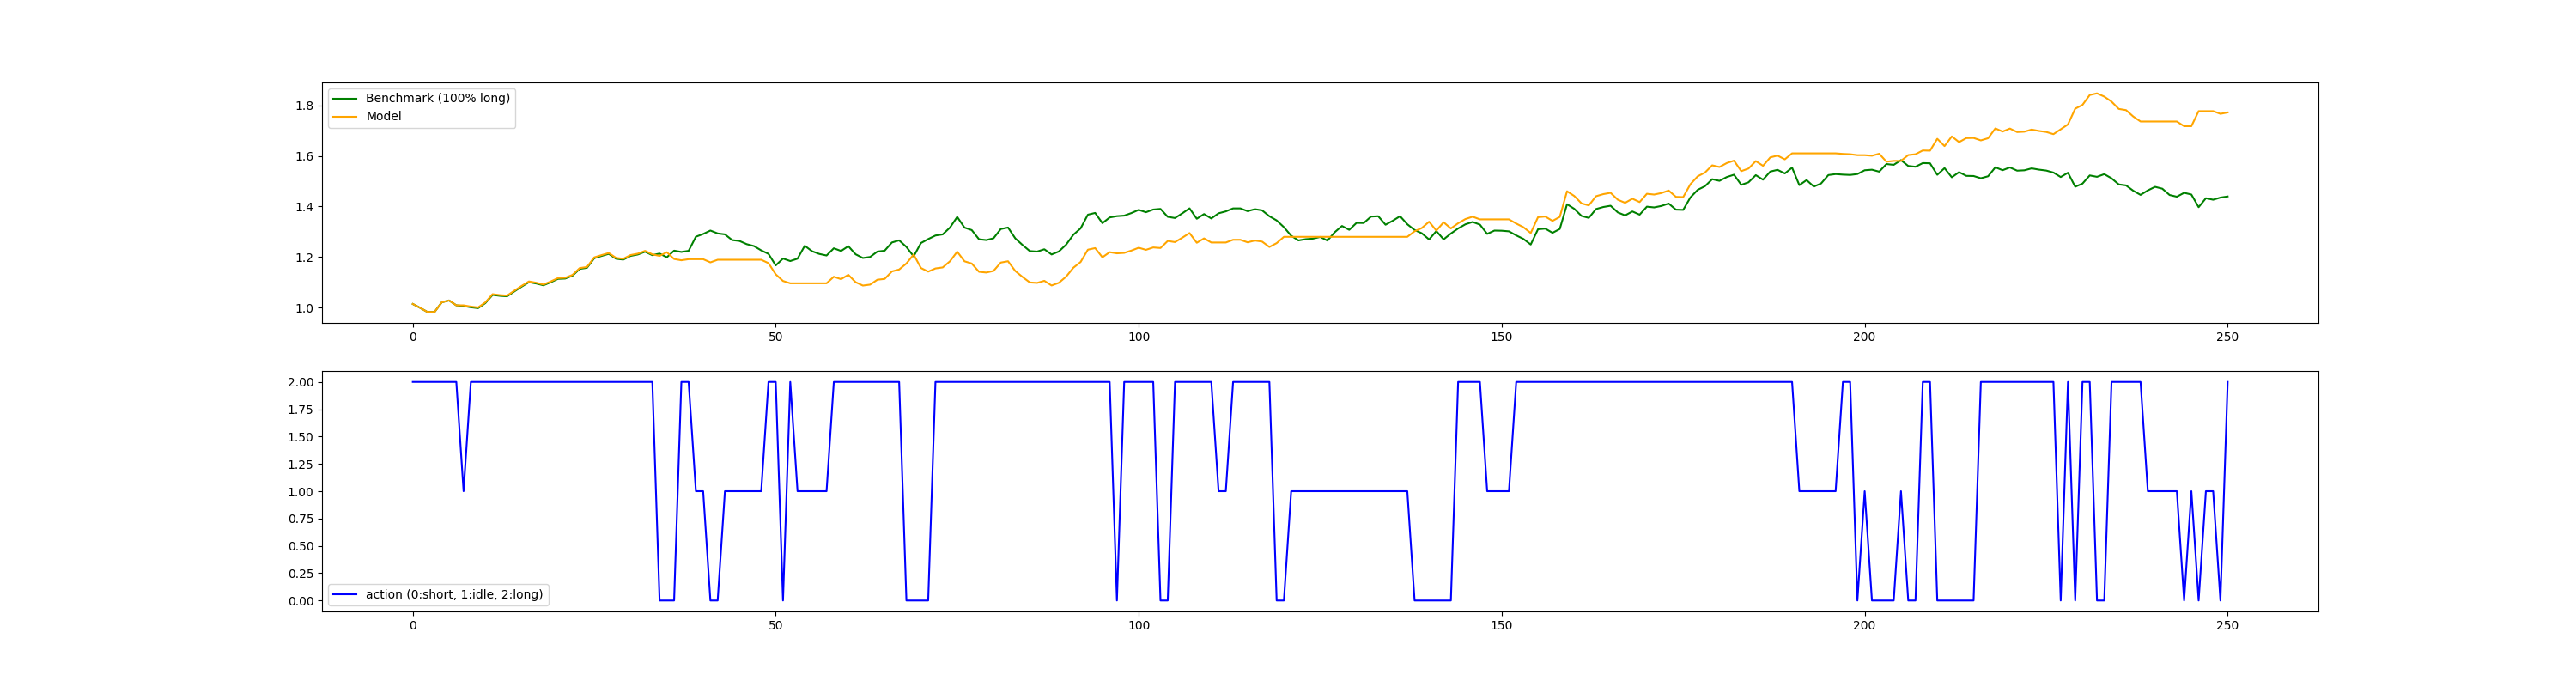 Benchmark (100% long)
Model
1.8
1.6
1.4
1.2
1.0
0 50 100 150 200 250
2.00
1.75
1.50
1.25
1.00
0.75
0.50
0.25
0.00
action (0:short, 1:idle, 2:long)
0 50 100 150 200 250